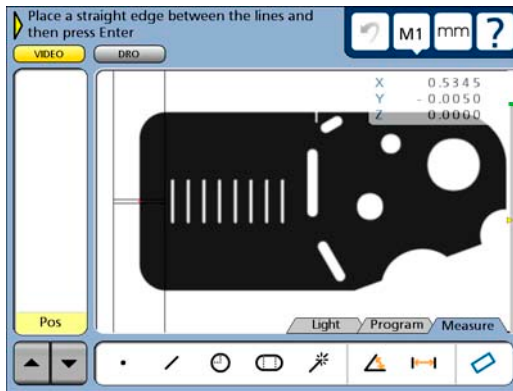 Place a straight edge between the lines and
then press Enter
M1
mm
?
VIDEO
DRO
X 0.5345
Y - 0.0050
Z 0.0000
Pos
Light
Program
Measure